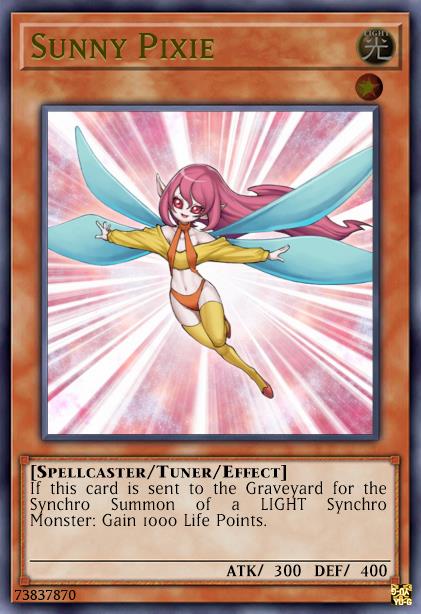 SUNNY PIXIE
LIGHT
光
[SPELLCASTER/TUNER/EFFECT]
If this card is sent to the Graveyard for the
Synchro Summon of a LIGHT Synchro
Monster: Gain 1000 Life Points.
ATK/ 300 DEF/ 400
73837870